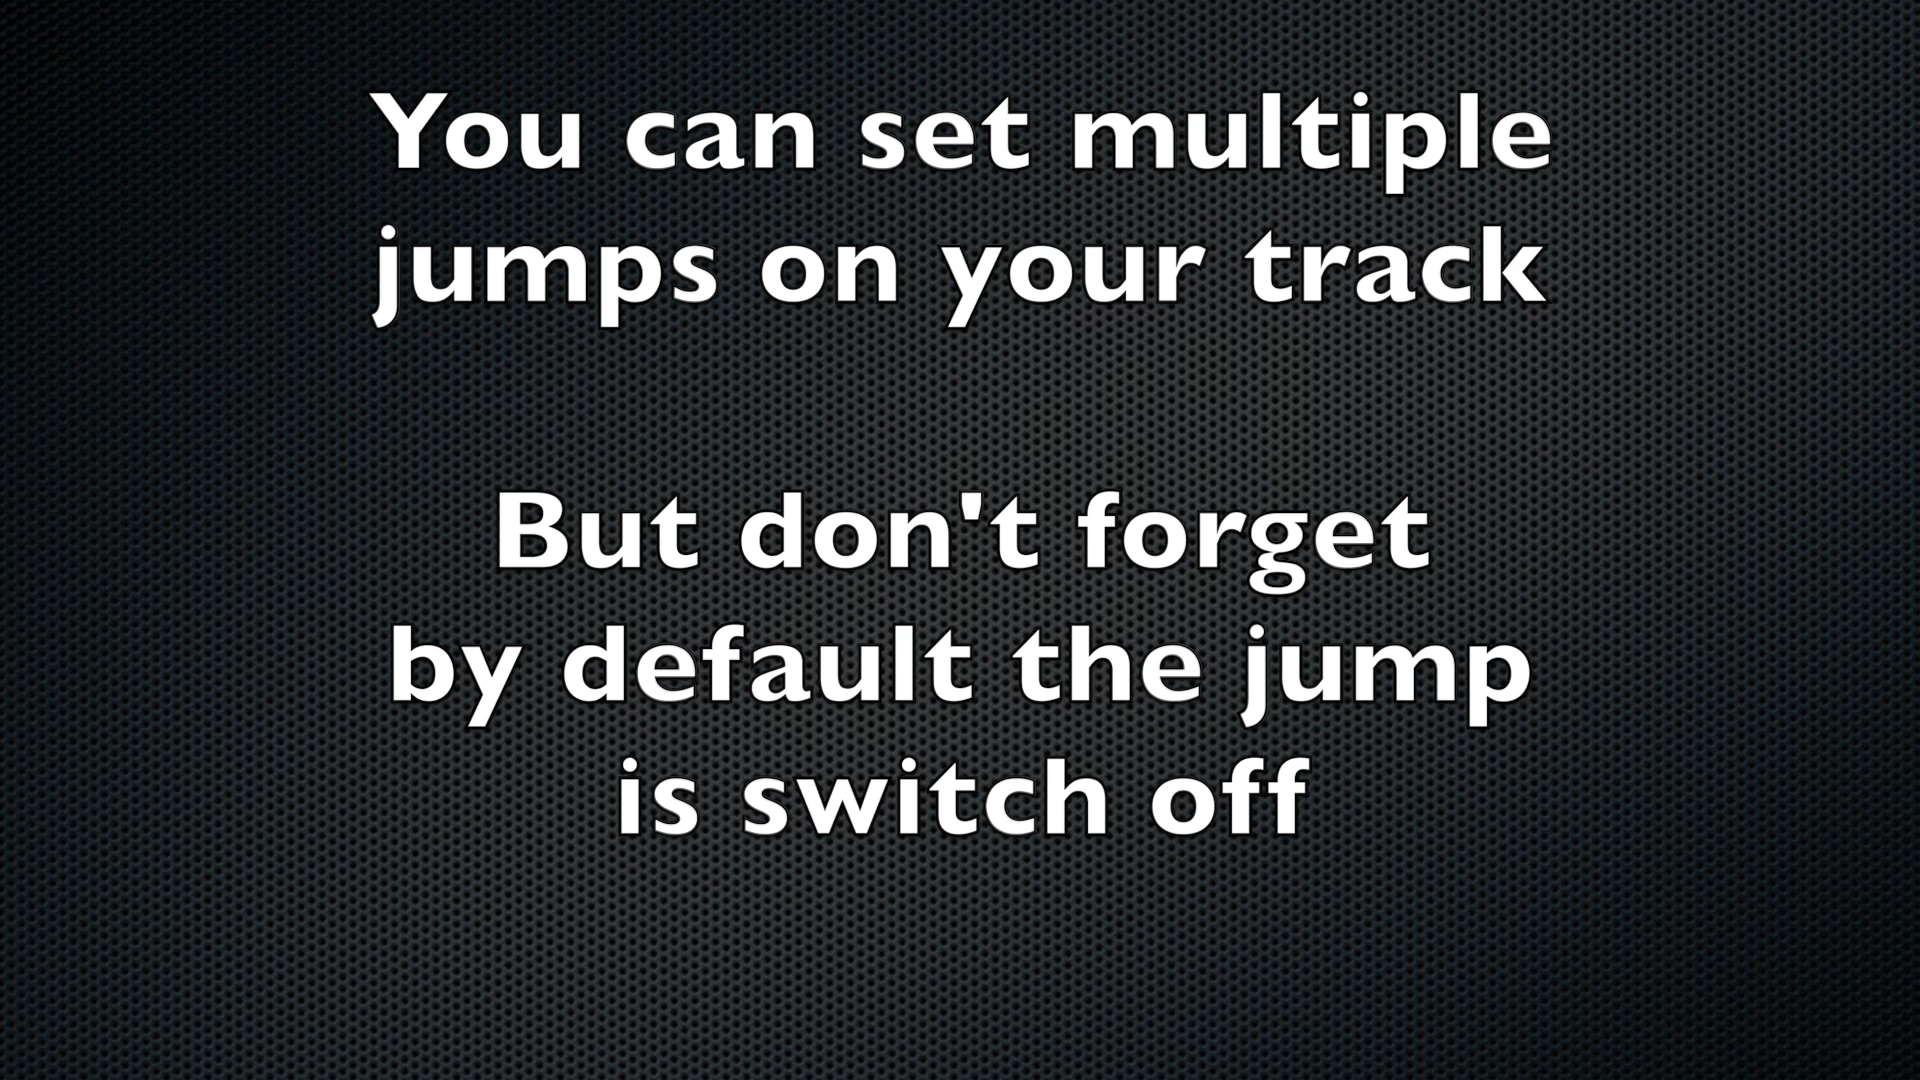 You can set multiple
jumps on your track
But don't forget
by default the jump
is switch off